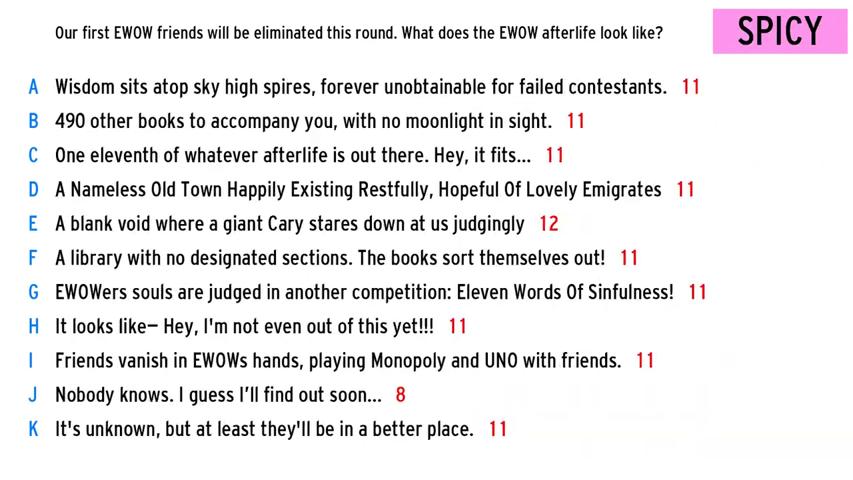 Our first EWOW friends will be eliminated this round. What does the EWOW afterlife look like?
SPICY
A Wisdom sits atop sky high spires, forever unobtainable for failed contestants. 11
B 490 other books to accompany you, with no moonlight in sight. 11
C One eleventh of whatever afterlife is out there. Hey, it fits... 11
D A Nameless Old Town Happily Existing Restfully, Hopeful Of Lovely Emigrates 11
E A blank void where a giant Cary stares down at us judgingly 12
F A library with no designated sections. The books sort themselves out! 11
G EWOWers souls are judged in another competition: Eleven Words Of Sinfulness! 11
H It looks like— Hey, I'm not even out of this yet!!! 11
I Friends vanish in EWOWs hands, playing Monopoly and UNO with friends. 11
J Nobody knows. I guess I'll find out soon... 8
K It's unknown, but at least they'll be in a better place. 11